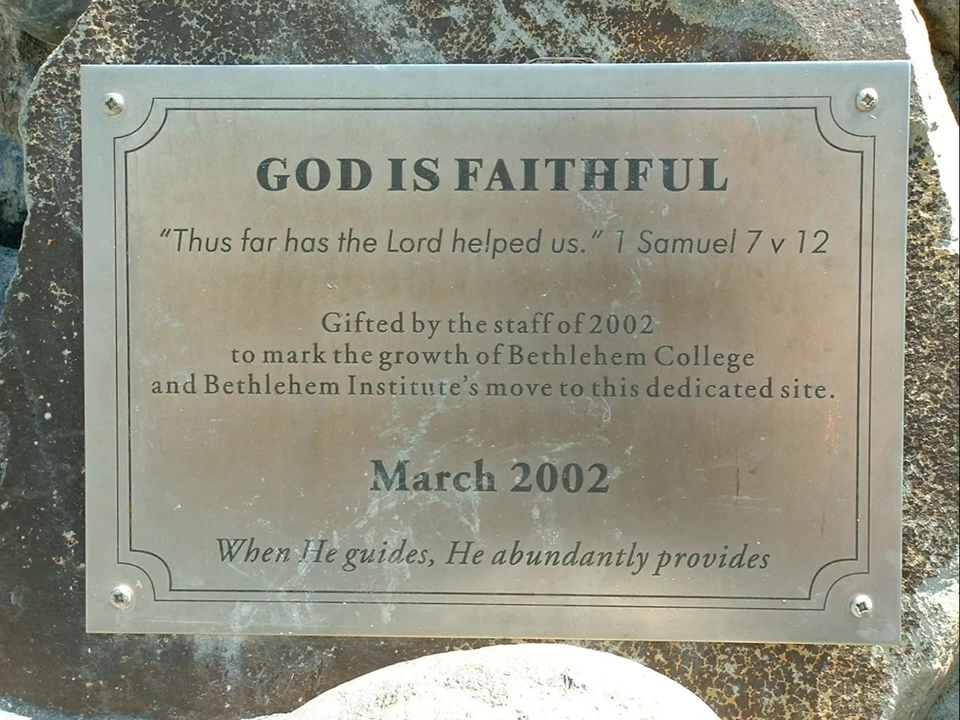 GOD IS FAITHFUL
“Thus far has the Lord helped us.” 1 Samuel 7 v 12
Gifted by the staff of 2002
to mark the growth of Bethlehem College
and Bethlehem Institute’s move to this dedicated site.
March 2002
When He guides, He abundantly provides